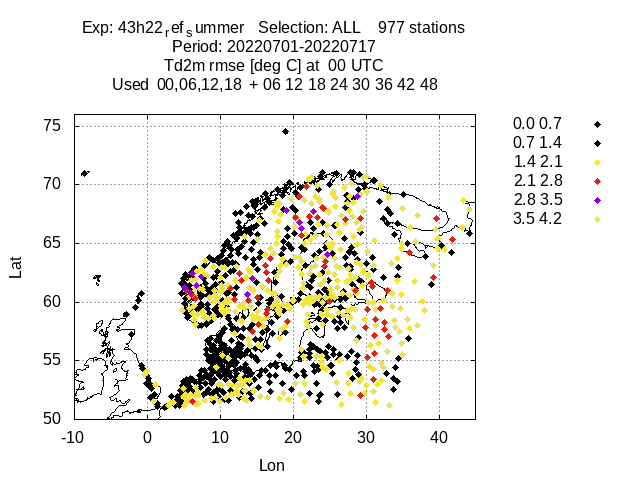 Exp: 43h22refsummer   Selection: ALL    977 stations
Period: 20220701-20220717
Td2m rmse [deg C] at  00 UTC
Used  00,06,12,18  + 06 12 18 24 30 36 42 48
0.0 0.7
0.7 1.4
1.4 2.1
2.1 2.8
2.8 3.5
3.5 4.2
75
70
65
60
55
50
Lat
-10 0 10 20 30 40
Lon